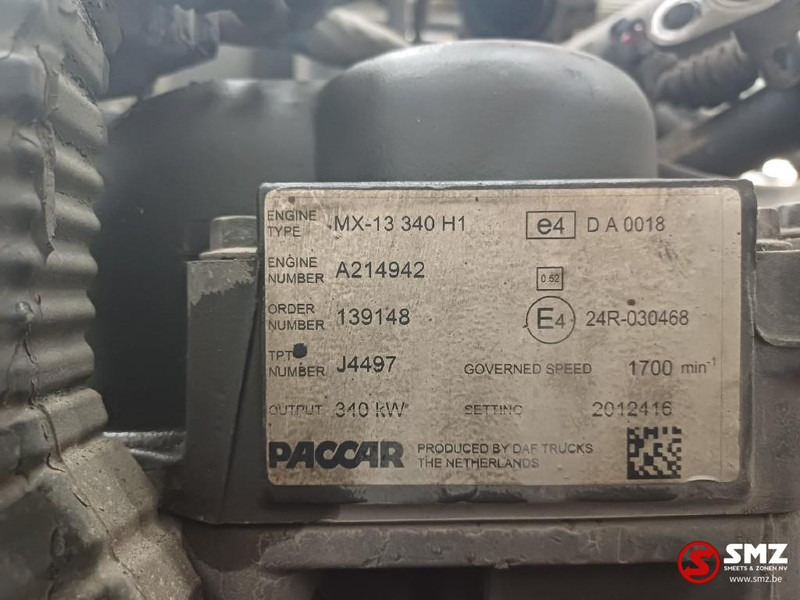 ENGINE TYPE MX-13 340 H1 e4 D A 0018
ENGINE NUMBER A214942 0.52
ORDER NUMBER 139148 E4 24R-030468
TPT NUMBER J4497 GOVERNED SPEED 1700 min-1
OUTPUT 340 kW SETTING 2012416
PACCAR PRODUCED BY DAF TRUCKS
THE NETHERLANDS
SMZ
SMEETS & ZONEN NV
www.smz.be